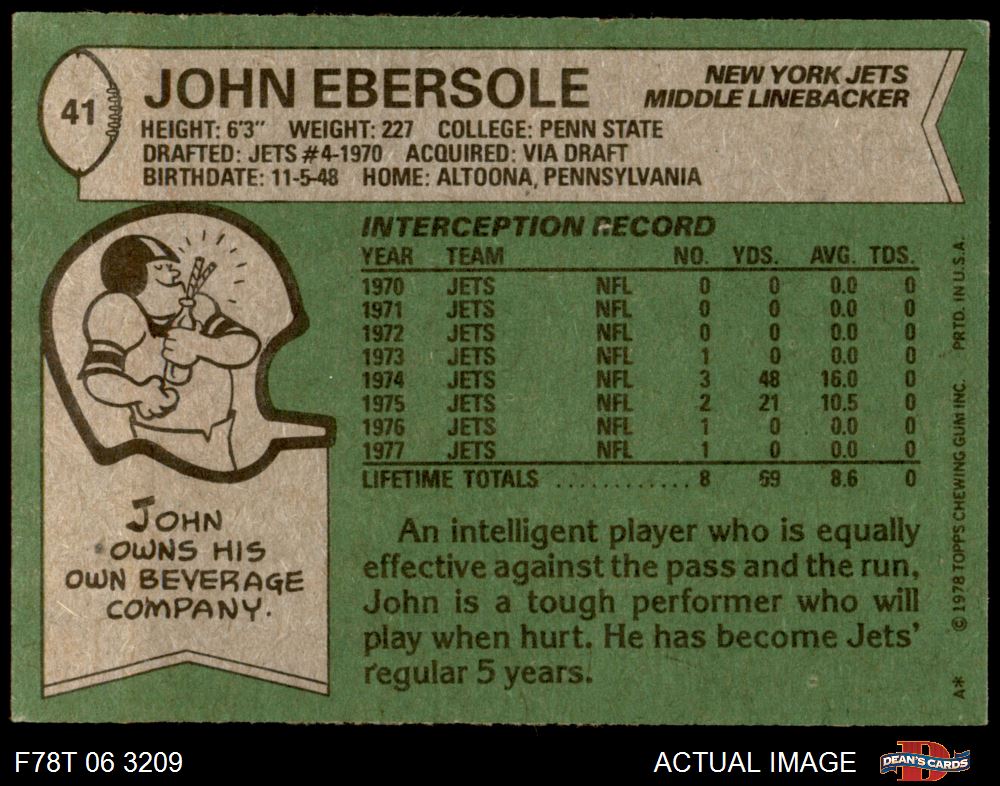 41
JOHN EBERSOLE
NEW YORK JETS
MIDDLE LINEBACKER
HEIGHT: 6'3" WEIGHT: 227 COLLEGE: PENN STATE
DRAFTED: JETS #4-1970 ACQUIRED: VIA DRAFT
BIRTHDATE: 11-5-48 HOME: ALTOONA, PENNSYLVANIA
INTERCEPTION RECORD
YEAR TEAM NO. YDS. AVG. TDS.
1970 JETS NFL 0 0 0.0 0
1971 JETS NFL 0 0 0.0 0
1972 JETS NFL 0 0 0.0 0
1973 JETS NFL 1 0 0.0 0
1974 JETS NFL 3 48 16.0 0
1975 JETS NFL 2 21 10.5 0
1976 JETS NFL 1 0 0.0 0
1977 JETS NFL 1 0 0.0 0
LIFETIME TOTALS ............ 8 69 8.6 0
JOHN
OWNS HIS
OWN BEVERAGE
COMPANY.
An intelligent player who is equally
effective against the pass and the run,
John is a tough performer who will
play when hurt. He has become Jets'
regular 5 years.
A* © 1978 TOPPS CHEWING GUM INC. PRTD. IN U.S.A.
F78T 06 3209
ACTUAL IMAGE
DEAN'S CARDS